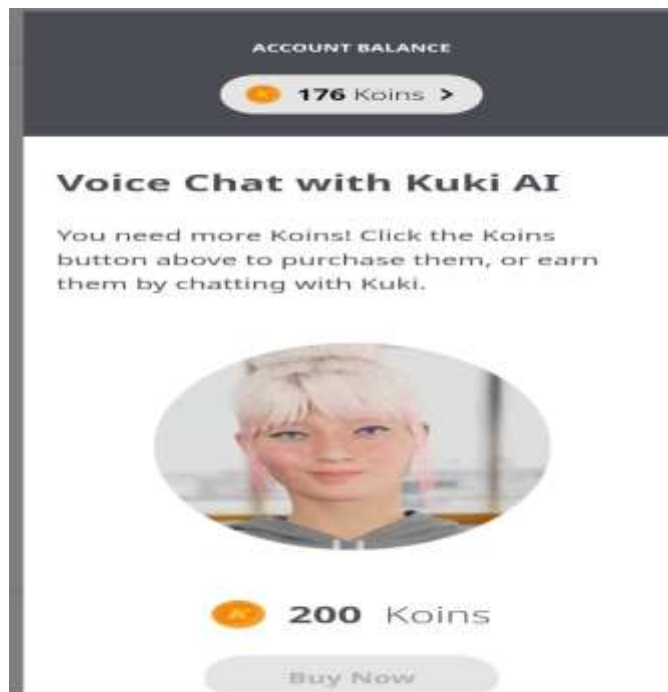 ACCOUNT BALANCE
176 Koins >
Voice Chat with Kuki AI
You need more Koins! Click the Koins
button above to purchase them, or earn
them by chatting with Kuki.
200 Koins
Buy Now